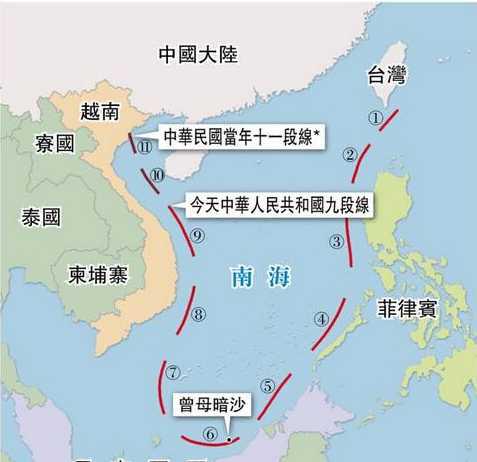 中國大陸
台灣
①
越南
中華民國當年十一段線*
⑪
②
寮國
⑩
今天中華人民共和國九段線
泰國
⑨
③
柬埔寨
南海
菲律賓
⑧
④
⑦
⑤
曾母暗沙
⑥